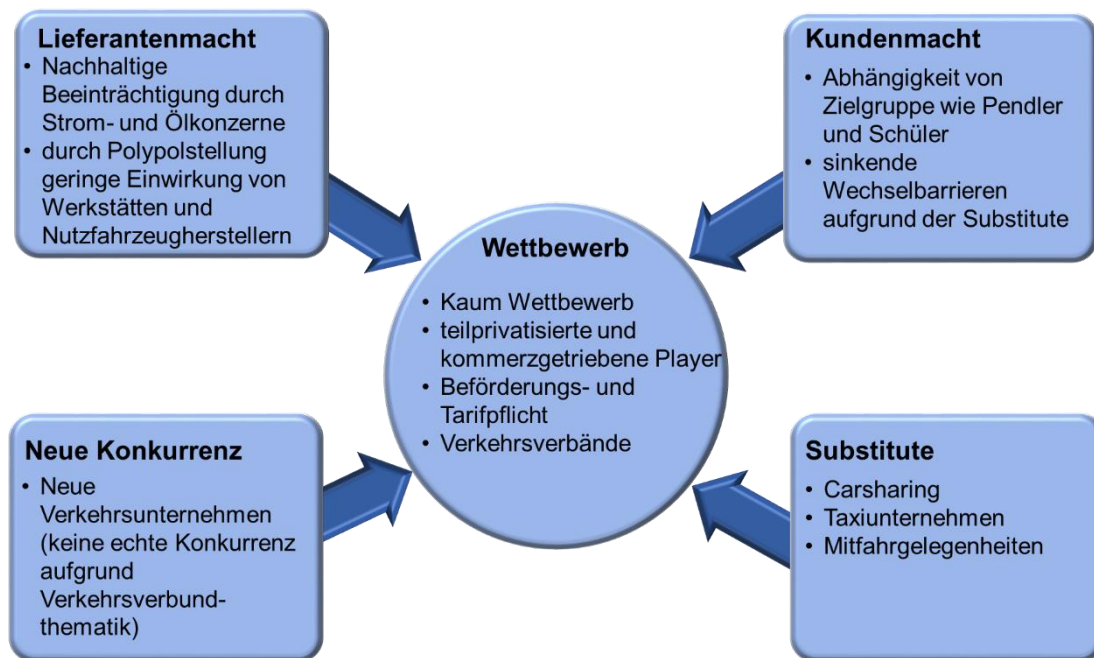 Lieferantenmacht
• Nachhaltige
Beeinträchtigung durch
Strom- und Ölkonzerne
• durch Polypolstellung
geringe Einwirkung von
Werkstätten und
Nutzfahrzeugherstellern
Kundenmacht
• Abhängigkeit von
Zielgruppe wie Pendler
und Schüler
• sinkende
Wechselbarrieren
aufgrund der Substitute
Wettbewerb
• Kaum Wettbewerb
• teilprivatisierte und
kommerzgetriebene Player
• Beförderungs- und
Tarifpflicht
• Verkehrsverbände
Neue Konkurrenz
• Neue
Verkehrsunternehmen
(keine echte Konkurrenz
aufgrund
Verkehrsverbund-
thematik)
Substitute
• Carsharing
• Taxiunternehmen
• Mitfahrgelegenheiten